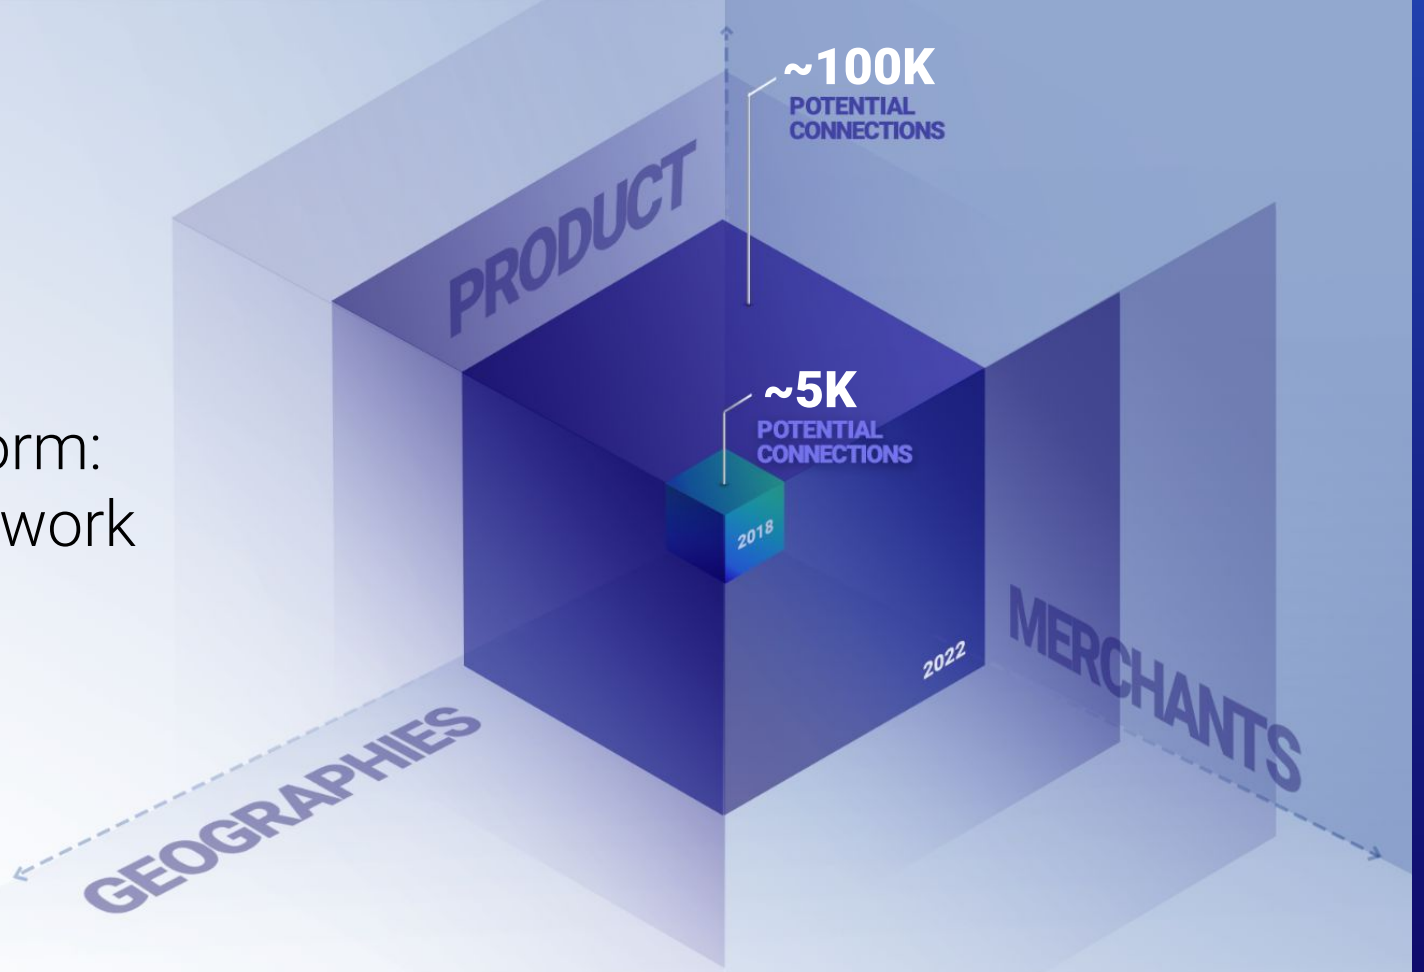 ~100K
POTENTIAL
CONNECTIONS
PRODUCT
~5K
POTENTIAL
CONNECTIONS
orm:
work
2018
2022
MERCHANTS
GEOGRAPHIES